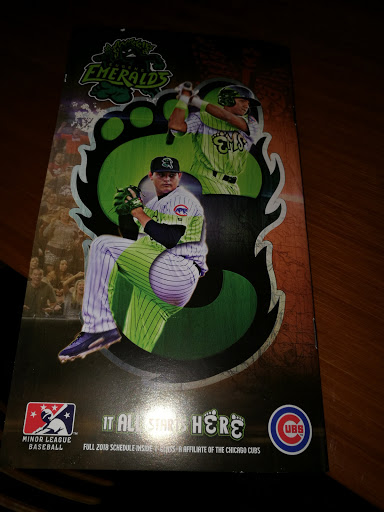 EMERALDS
EMS
CUBS
IT ALL STARTS HERE
MINOR LEAGUE
BASEBALL
FULL 2018 SCHEDULE INSIDE
CLASS-A AFFILIATE OF THE CHICAGO CUBS